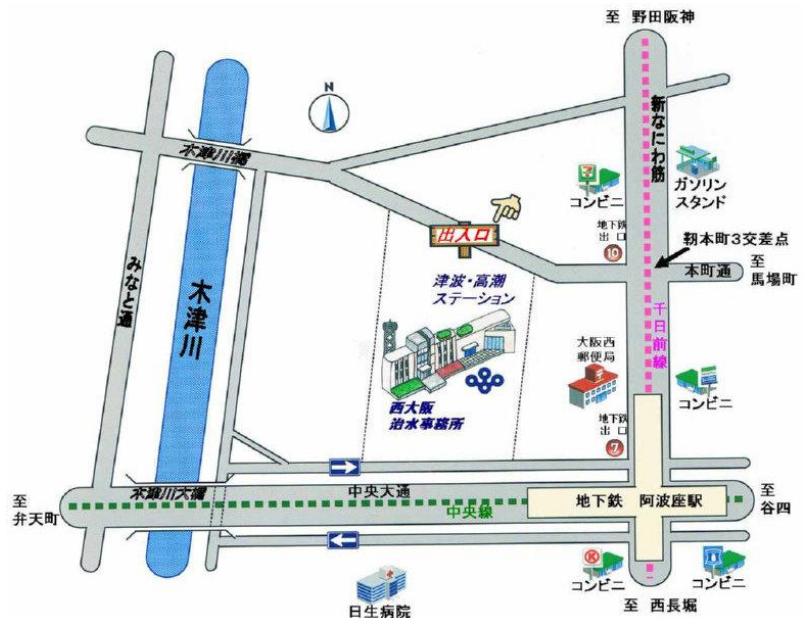 至 野田阪神
N
新なにわ筋
木津川橋
7
コンビニ
ガソリン
スタンド
出入口
地下鉄
出口
10
靭本町3交差点
本町通
至
馬場町
みなと通
木津川
津波・高潮
ステーション
千日前線
大阪西
郵便局
コンビニ
西大阪
治水事務所
地下鉄
出口
7
木津川大橋
中央大通
地下鉄 阿波座駅
至
弁天町
中央線
至
谷四
K
コンビニ
コンビニ
日生病院
至 西長堀